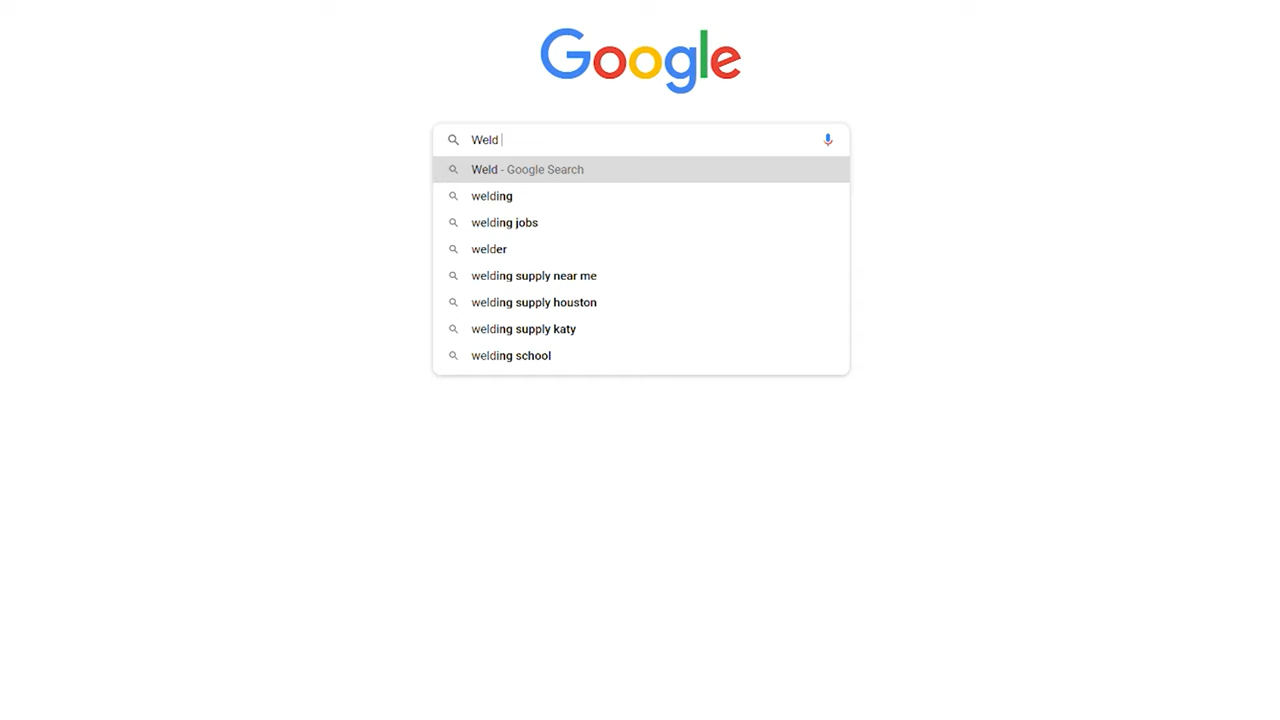 Google
Weld
Weld - Google Search
welding
welding jobs
welder
welding supply near me
welding supply houston
welding supply katy
welding school